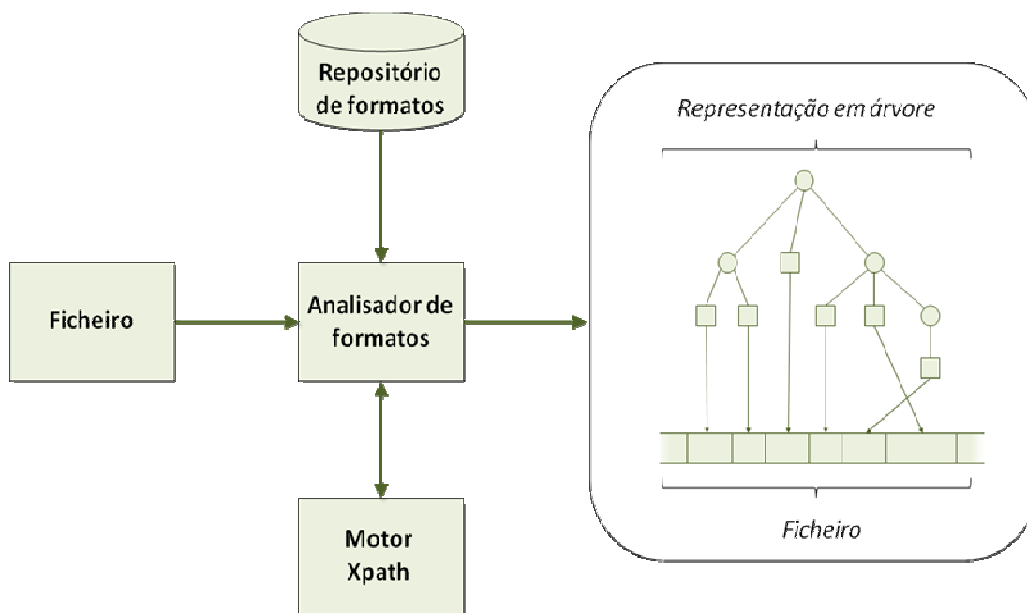 Repositório
de formatos
Representação em árvore
Ficheiro
Analisador de
formatos
Motor
Xpath
Ficheiro